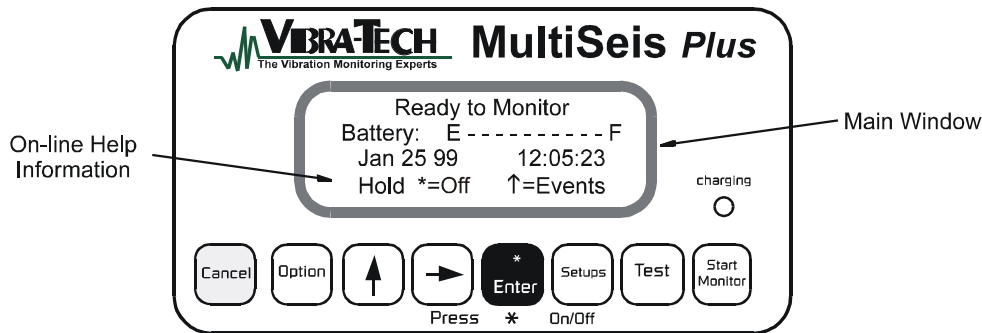 VIBRA-TECH
The Vibration Monitoring Experts
MultiSeis Plus
Ready to Monitor
Battery: E - - - - - - - - - - F
Jan 25 99 12:05:23
Hold *=Off ↑=Events
On-line Help
Information
Main Window
charging
Cancel
Option
*
Enter
Setups
Test
Start
Monitor
Press * On/Off